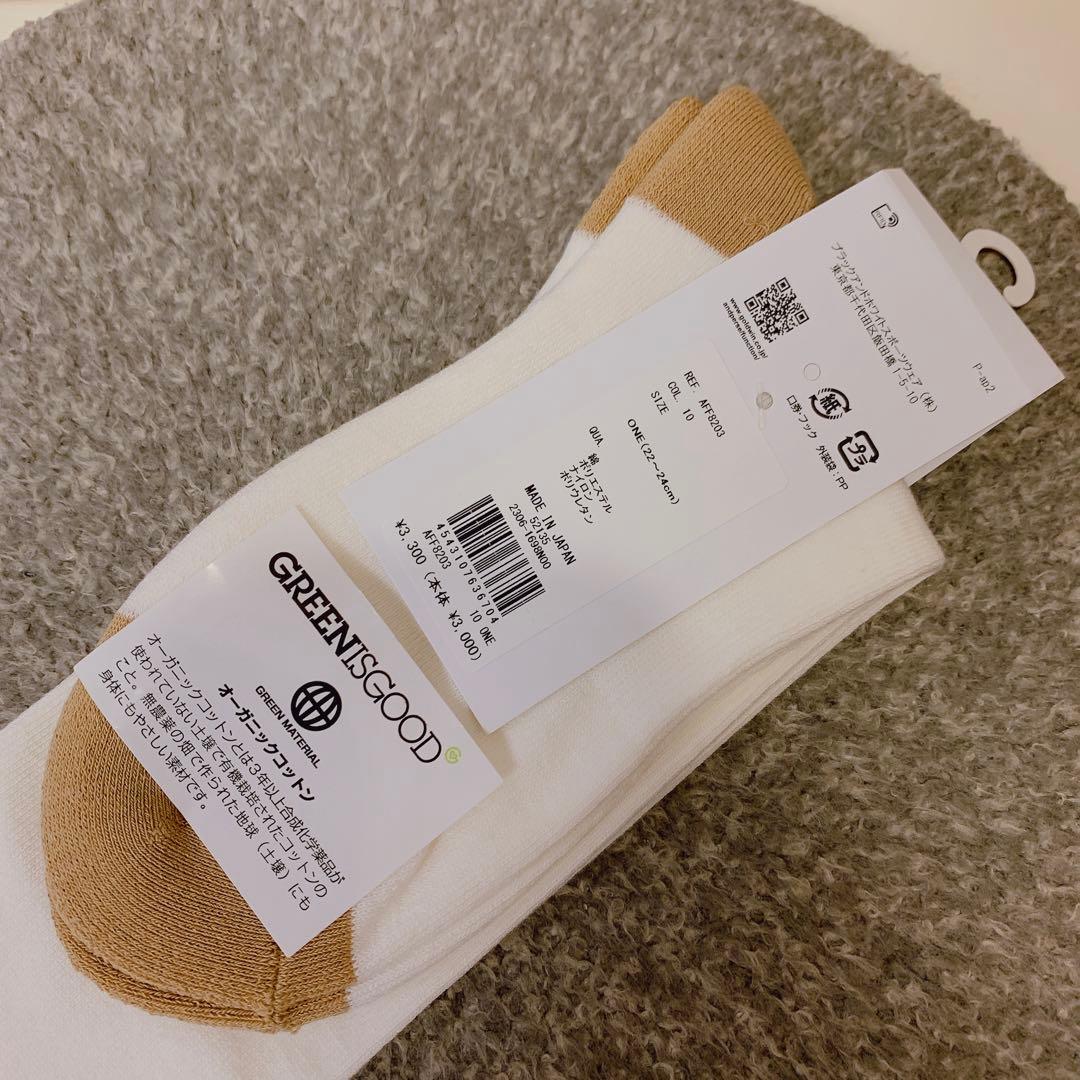 P-ap2
ブラックアンドホワイトスポーツウェア(株)
東京都千代田区飯田橋1-5-10
www.goldwin.co.jp/
andperse/function/
紙
プラ
口券・フック 外装袋:PP
REF. AFF8203
COL. 10
SIZE
ONE(22〜24cm)
QUA. 綿
ポリエステル
ナイロン
ポリウレタン
MADE IN JAPAN
52135
2306-1698N00
4543107636704
AFF8203 10 ONE
¥3,300 (本体 ¥3,000)
GREENISGOOD
GREEN MATERIAL
オーガニックコットン
オーガニックコットンとは3年以上合成化学薬品が
使われていない土壌で有機栽培されたコットンの
こと。無農薬の畑で作られた地球(土壌)にも
身体にもやさしい素材です。